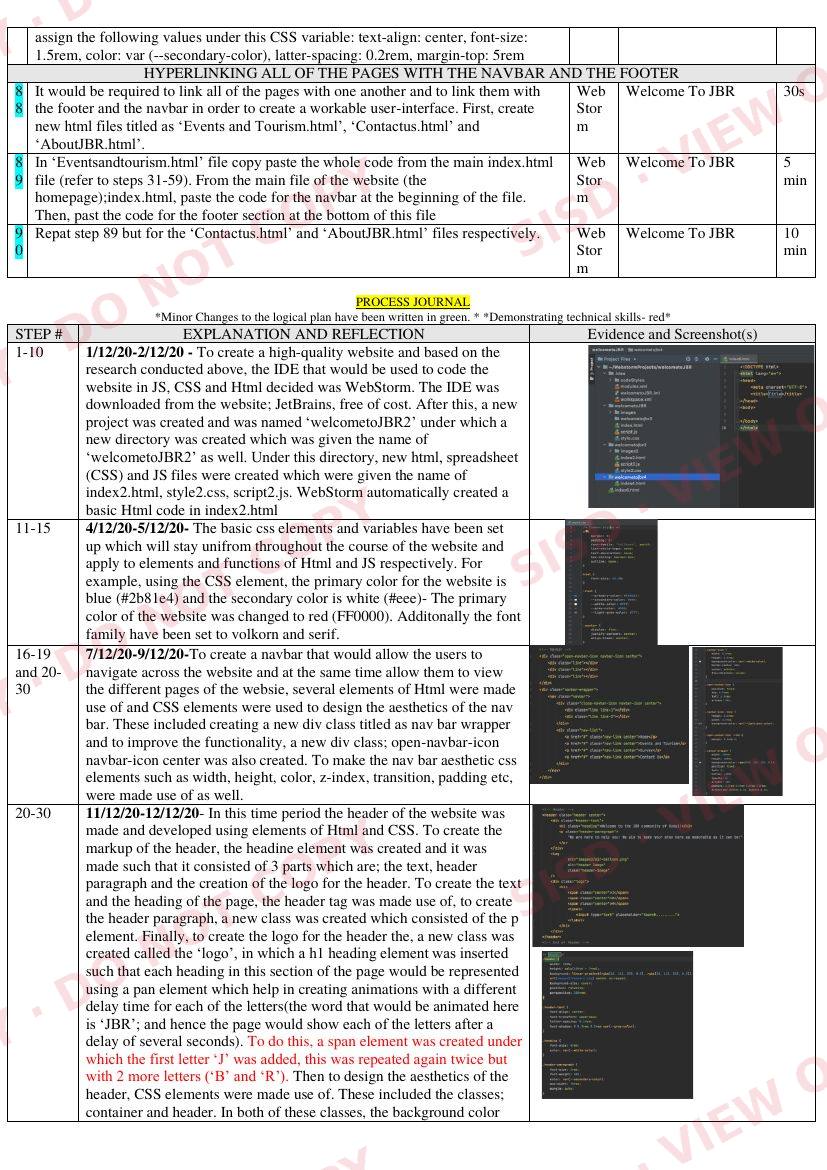 assign the following values under this CSS variable: text-align: center, font-size:
1.5rem, color: var (--secondary-color), latter-spacing: 0.2rem, margin-top: 5rem
HYPERLINKING ALL OF THE PAGES WITH THE NAVBAR AND THE FOOTER
8
8
It would be required to link all of the pages with one another and to link them with
the footer and the navbar in order to create a workable user-interface. First, create
new html files titled as ‘Events and Tourism.html’, ‘Contactus.html’ and
‘AboutJBR.html’.
Web
Stor
m
Welcome To JBR
30s
8
9
In ‘Eventsandtourism.html’ file copy paste the whole code from the main index.html
file (refer to steps 31-59). From the main file of the website (the
homepage);index.html, paste the code for the navbar at the beginning of the file.
Then, past the code for the footer section at the bottom of this file
Web
Stor
m
Welcome To JBR
5
min
9
0
Repat step 89 but for the ‘Contactus.html’ and ‘AboutJBR.html’ files respectively.
Web
Stor
m
Welcome To JBR
10
min
PROCESS JOURNAL
*Minor Changes to the logical plan have been written in green. * *Demonstrating technical skills- red*
STEP #
EXPLANATION AND REFLECTION
Evidence and Screenshot(s)
1-10
1/12/20-2/12/20 - To create a high-quality website and based on the
research conducted above, the IDE that would be used to code the
website in JS, CSS and Html decided was WebStorm. The IDE was
downloaded from the website; JetBrains, free of cost. After this, a new
project was created and was named ‘welcometoJBR2’ under which a
new directory was created which was given the name of
‘welcometoJBR2’ as well. Under this directory, new html, spreadsheet
(CSS) and JS files were created which were given the name of
index2.html, style2.css, script2.js. WebStorm automatically created a
basic Html code in index2.html
11-15
4/12/20-5/12/20- The basic css elements and variables have been set
up which will stay unifrom throughout the course of the website and
apply to elements and functions of Html and JS respectively. For
example, using the CSS element, the primary color for the website is
blue (#2b81e4) and the secondary color is white (#eee)- The primary
color of the website was changed to red (FF0000). Additonally the font
family have been set to volkorn and serif.
16-19
and 20-
30
7/12/20-9/12/20-To create a navbar that would allow the users to
navigate across the website and at the same time allow them to view
the different pages of the websie, several elements of Html were made
use of and CSS elements were used to design the aesthetics of the nav
bar. These included creating a new div class titled as nav bar wrapper
and to improve the functionality, a new div class; open-navbar-icon
navbar-icon center was also created. To make the nav bar aesthetic css
elements such as width, height, color, z-index, transition, padding etc,
were made use of as well.
20-30
11/12/20-12/12/20- In this time period the header of the website was
made and developed using elements of Html and CSS. To create the
markup of the header, the headine element was created and it was
made such that it consisted of 3 parts which are; the text, header
paragraph and the creation of the logo for the header. To create the text
and the heading of the page, the header tag was made use of, to create
the header paragraph, a new class was created which consisted of the p
element. Finally, to create the logo for the header the, a new class was
created called the ‘logo’, in which a h1 heading element was inserted
such that each heading in this section of the page would be represented
using a pan element which help in creating animations with a different
delay time for each of the letters(the word that would be animated here
is ‘JBR’; and hence the page would show each of the letters after a
delay of several seconds). To do this, a span element was created under
which the first letter ‘J’ was added, this was repeated again twice but
with 2 more letters (‘B’ and ‘R’). Then to design the aesthetics of the
header, CSS elements were made use of. These included the classes;
container and header. In both of these classes, the background color
SISD · VIEW O
· DO NOT COPY